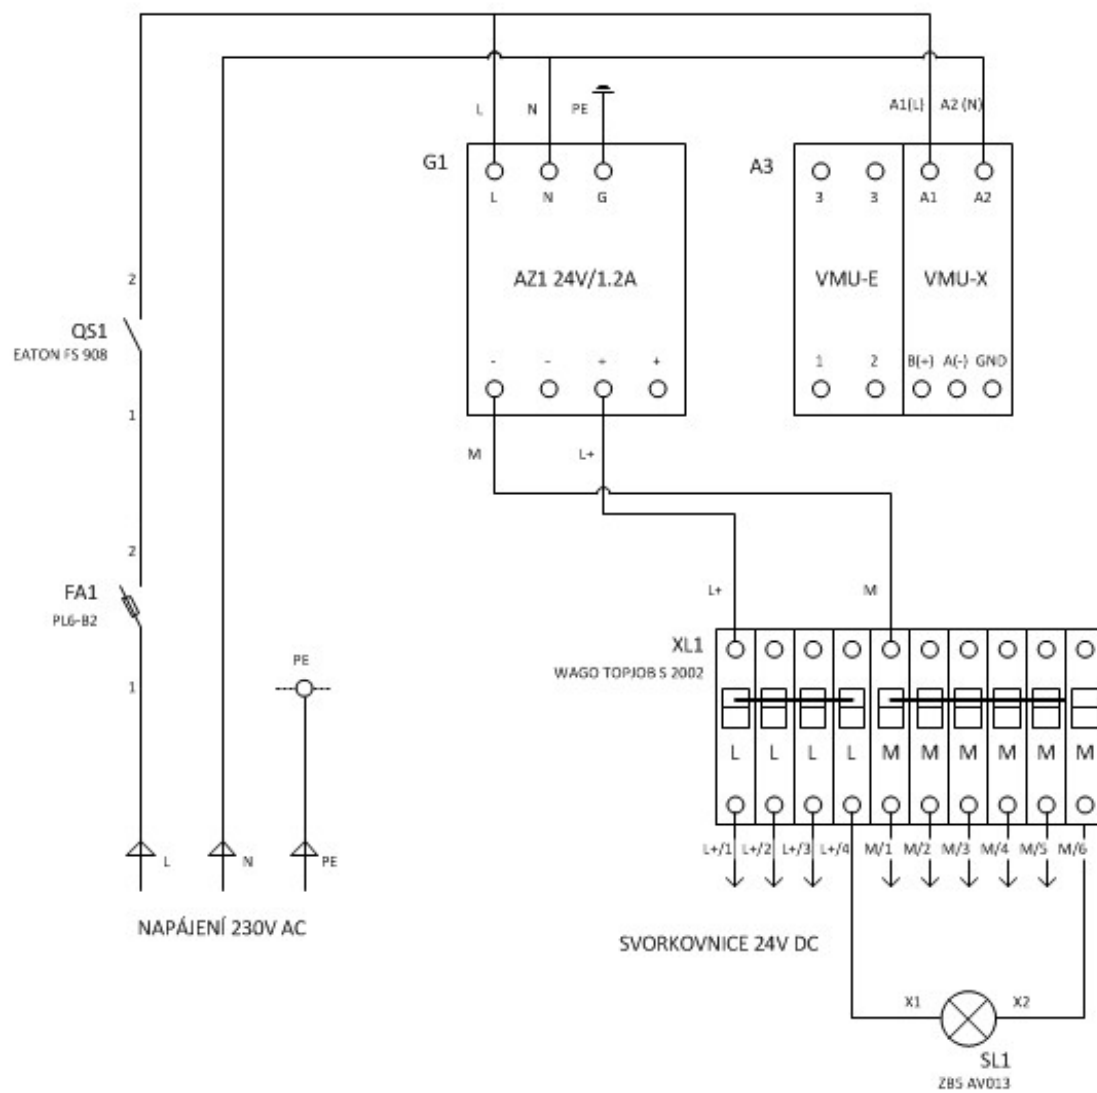 L
N
PE
A1(L)
A2 (N)
G1
A3
L
N
G
3
3
A1
A2
AZ1 24V/1.2A
VMU-E
VMU-X
2
QS1
EATON FS 908
1
-
-
+
+
1
2
B(+)
A(-)
GND
M
L+
2
FA1
PL6-B2
1
PE
L+
M
XL1
WAGO TOPJOB S 2002
L
L
L
L
M
M
M
M
M
M
L
N
PE
L+/1
L+/2
L+/3
L+/4
M/1
M/2
M/3
M/4
M/5
M/6
NAPÁJENÍ 230V AC
SVORKOVNICE 24V DC
X1
X2
SL1
ZB5 AV013